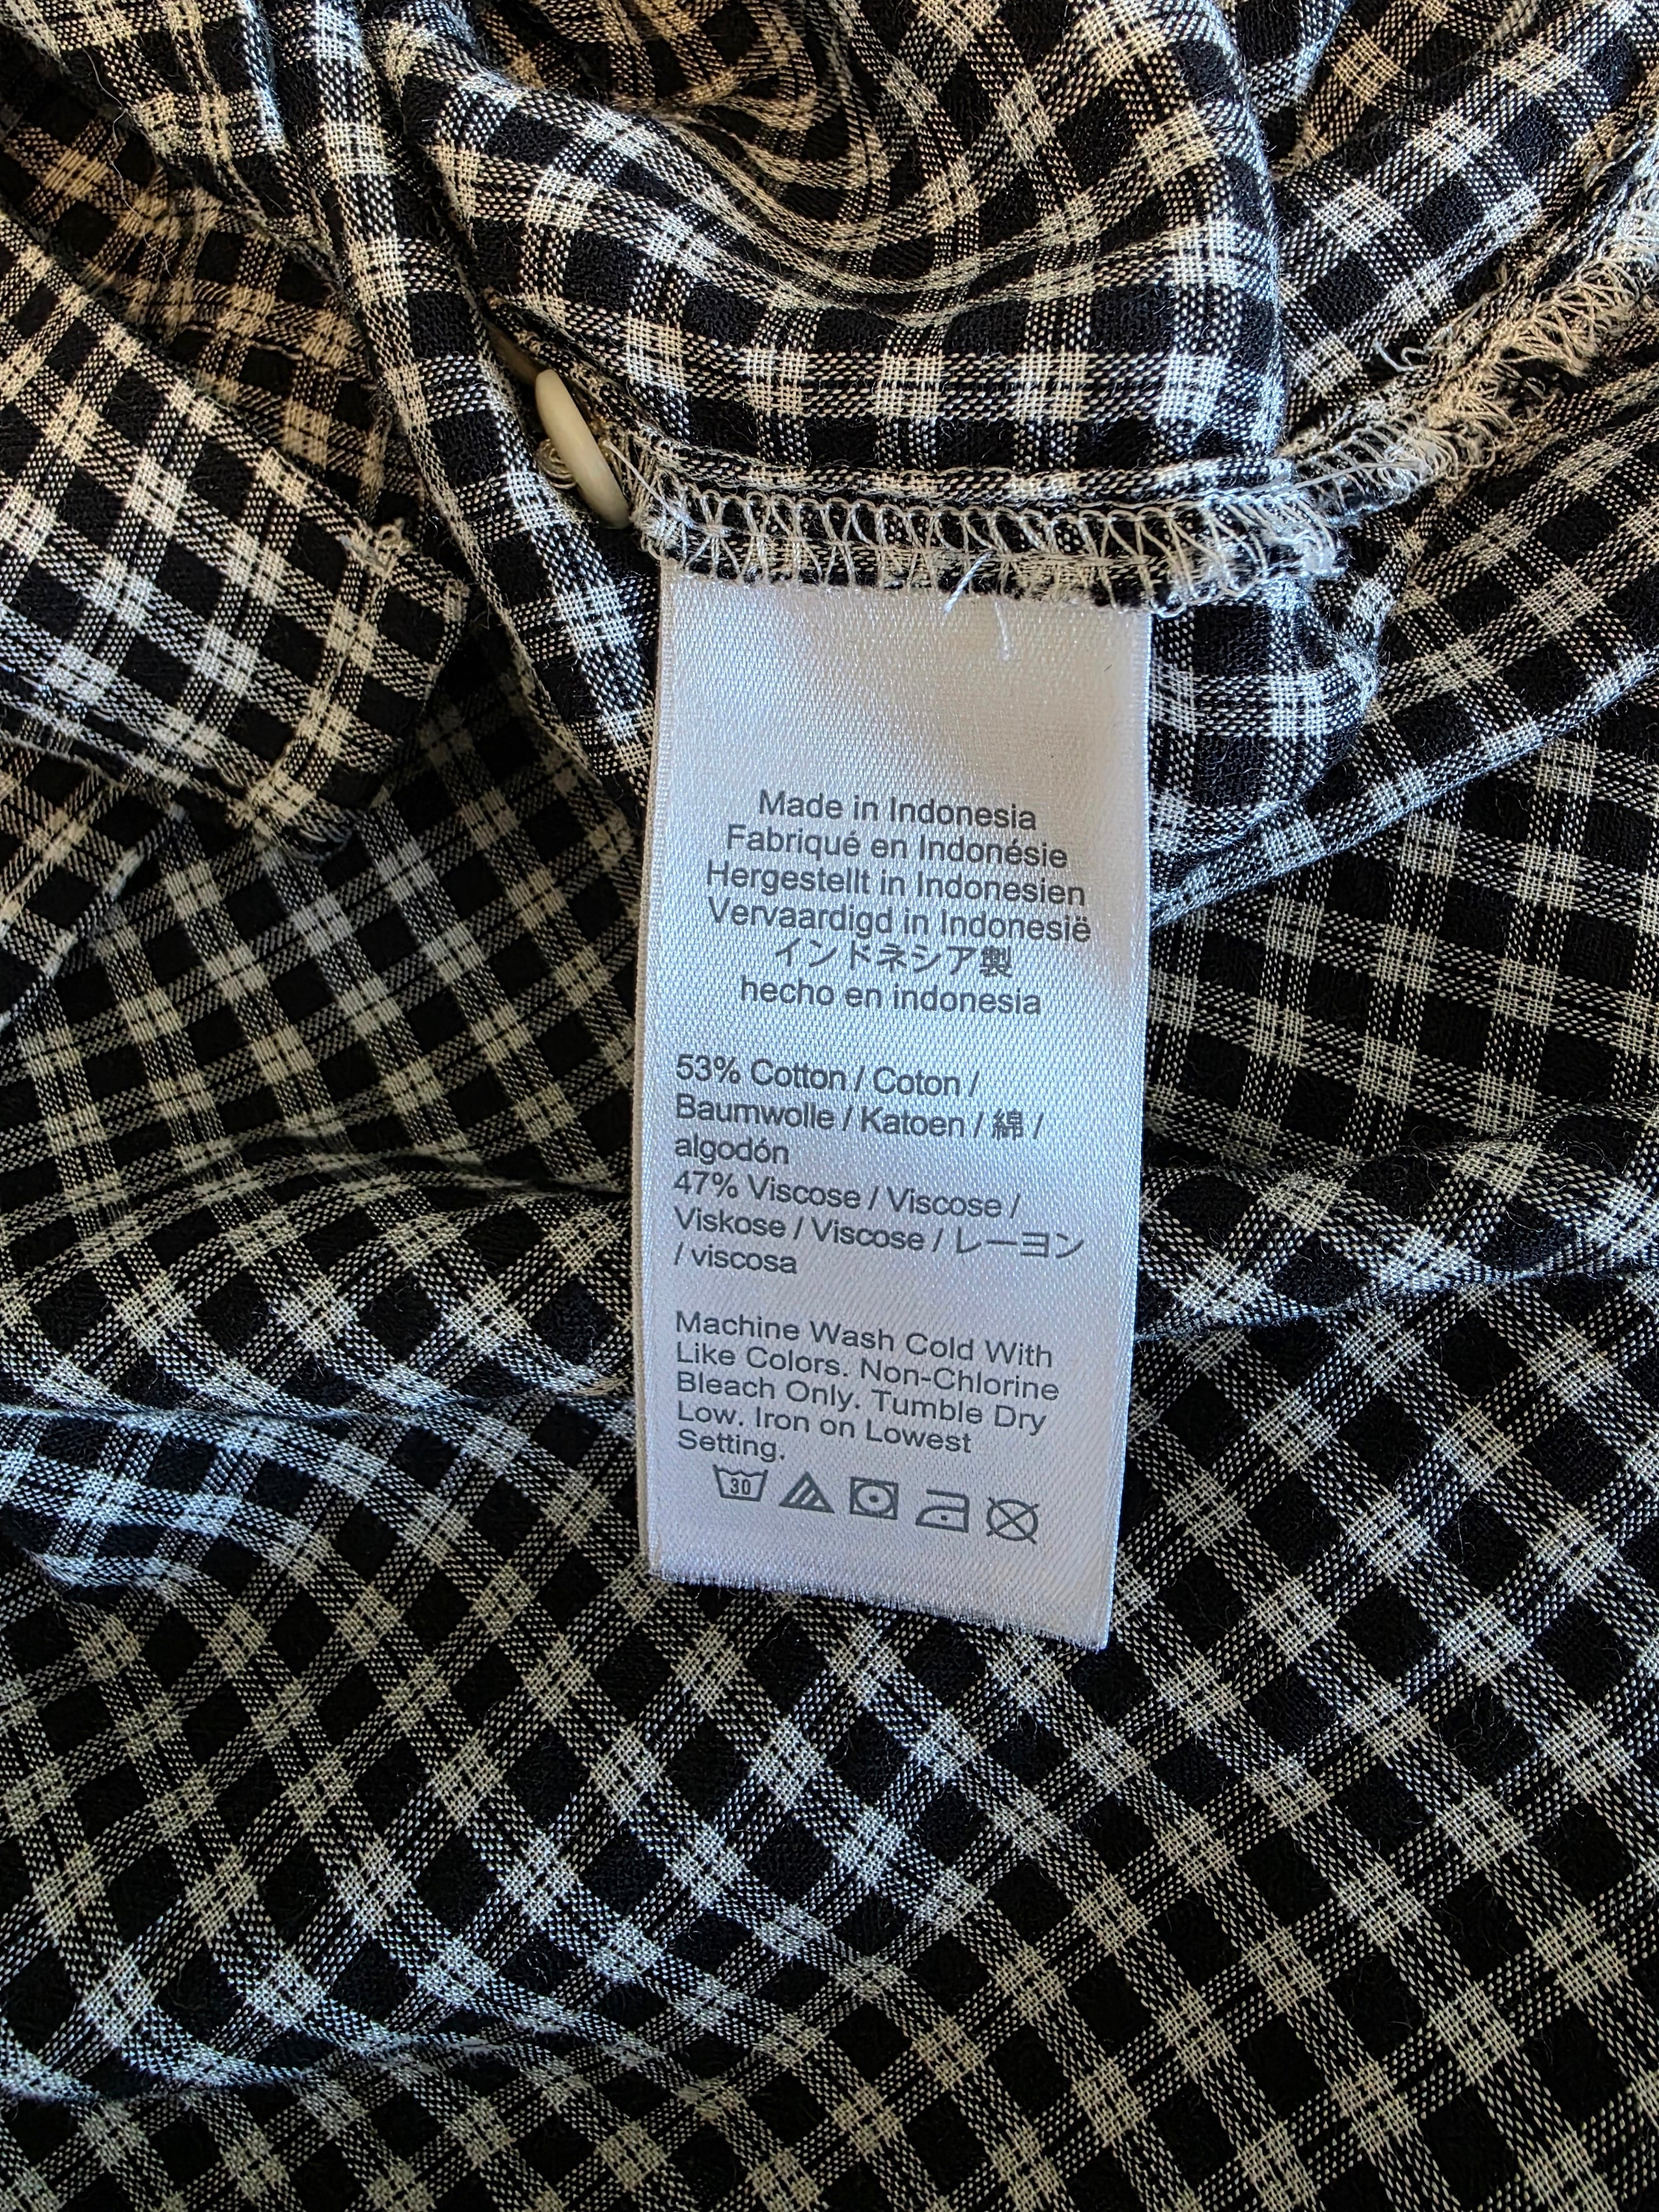 Made in Indonesia
Fabriqué en Indonésie
Hergestellt in Indonesien
Vervaardigd in Indonesië
インドネシア製
hecho en indonesia
53% Cotton / Coton /
Baumwolle / Katoen / 綿 /
algodón
47% Viscose / Viscose /
Viskose / Viscose / レーヨン
/ viscosa
Machine Wash Cold With
Like Colors. Non-Chlorine
Bleach Only. Tumble Dry
Low. Iron on Lowest
Setting.
30